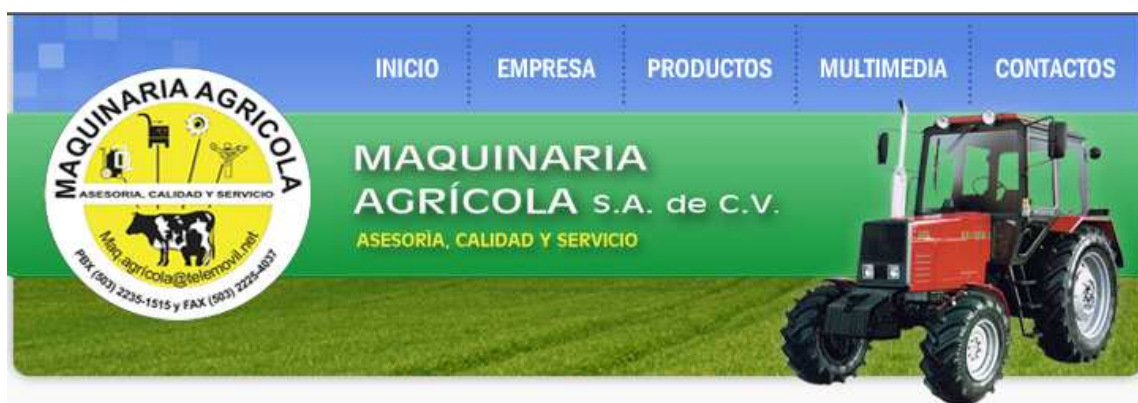 INICIO
EMPRESA
PRODUCTOS
MULTIMEDIA
CONTACTOS
MAQUINARIA AGRICOLA
ASESORIA, CALIDAD Y SERVICIO
Maq.agricola@telemovil.net
PBX (503) 2235-1515 y FAX (503) 2225-4037
MAQUINARIA
AGRÍCOLA S.A. de C.V.
ASESORÌA, CALIDAD Y SERVICIO